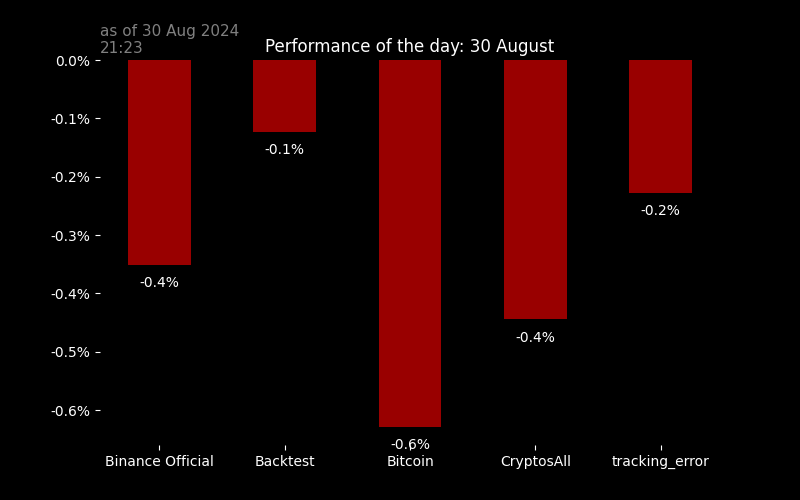 as of 30 Aug 2024
21:23
Performance of the day: 30 August
0.0%
-0.1%
-0.2%
-0.3%
-0.4%
-0.5%
-0.6%
-0.4%
-0.1%
-0.6%
-0.4%
-0.2%
Binance Official
Backtest
Bitcoin
CryptosAll
tracking_error